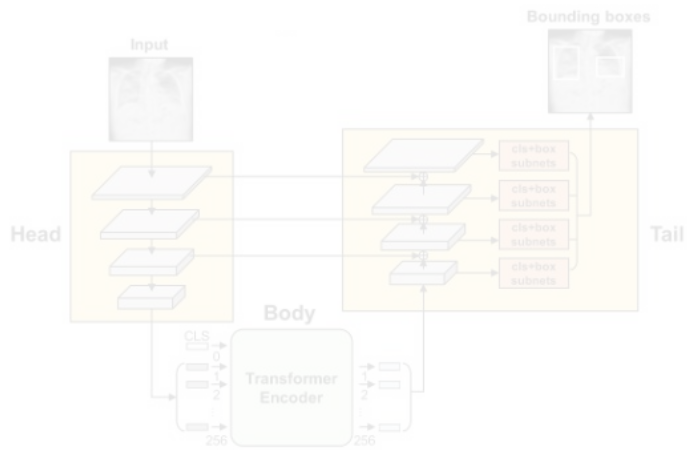 Bounding boxes
Input
cls+box
subnets
cls+box
subnets
Head
Tail
cls+box
subnets
cls+box
subnets
Body
CLS
0
1
2
256
Transformer
Encoder
1
2
256